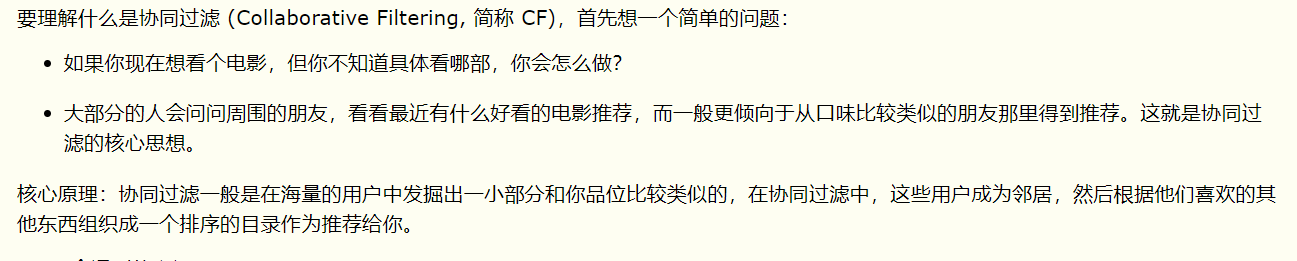 要理解什么是协同过滤 (Collaborative Filtering, 简称 CF)，首先想一个简单的问题：
如果你现在想看个电影，但你不知道具体看哪部，你会怎么做？
大部分的人会问问周围的朋友，看看最近有什么好看的电影推荐，而一般更倾向于从口味比较类似的朋友那里得到推荐。这就是协同过
滤的核心思想。
核心原理：协同过滤一般是在海量的用户中发掘出一小部分和你品位比较类似的，在协同过滤中，这些用户成为邻居，然后根据他们喜欢的其
他东西组织成一个排序的目录作为推荐给你。